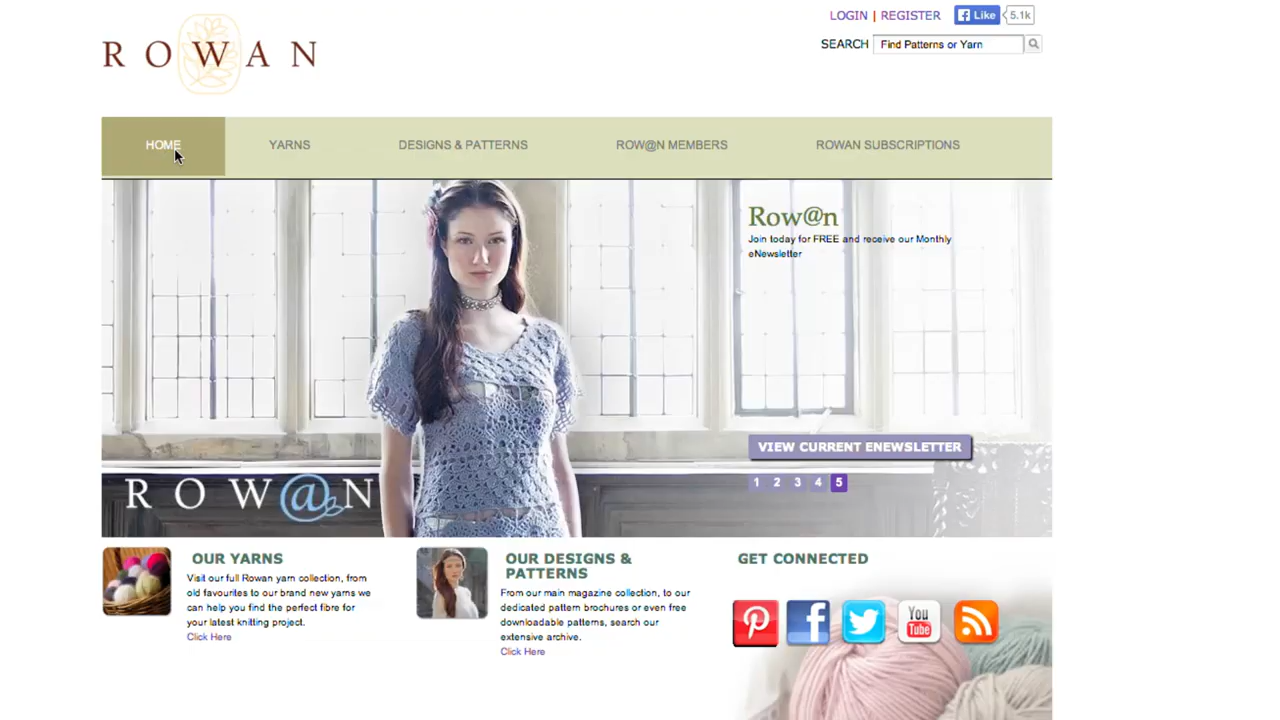 ROWAN
LOGIN | REGISTER
Like 5.1k
SEARCH Find Patterns or Yarn
HOME YARNS DESIGNS & PATTERNS ROW@N MEMBERS ROWAN SUBSCRIPTIONS
Row@n
Join today for FREE and receive our Monthly
eNewsletter
VIEW CURRENT ENEWSLETTER
1 2 3 4 5
ROW@N
OUR YARNS
Visit our full Rowan yarn collection, from
old favourites to our brand new yarns we
can help you find the perfect fibre for
your latest knitting project.
Click Here
OUR DESIGNS &
PATTERNS
From our main magazine collection, to our
dedicated pattern brochures or even free
downloadable patterns, search our
extensive archive.
Click Here
GET CONNECTED
You
Tube